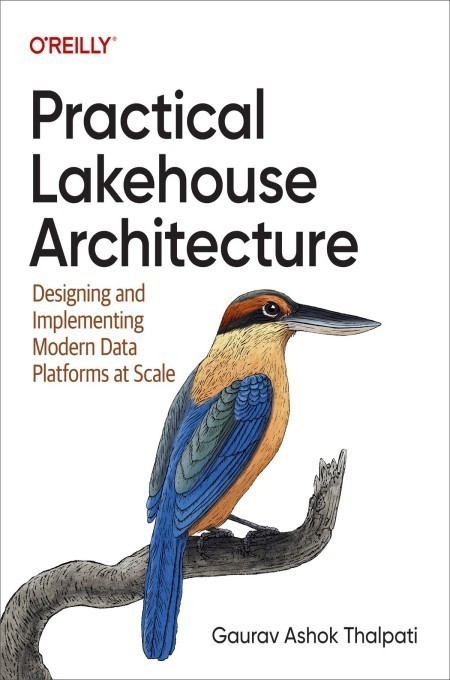 O'REILLY®
Practical
Lakehouse
Architecture
Designing and
Implementing
Modern Data
Platforms at Scale
Gaurav Ashok Thalpati